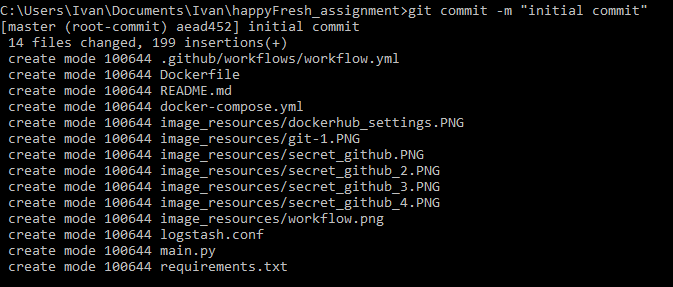 C:\Users\Ivan\Documents\Ivan\happyFresh_assignment>git commit -m "initial commit"
[master (root-commit) aead452] initial commit
 14 files changed, 199 insertions(+)
 create mode 100644 .github/workflows/workflow.yml
 create mode 100644 Dockerfile
 create mode 100644 README.md
 create mode 100644 docker-compose.yml
 create mode 100644 image_resources/dockerhub_settings.PNG
 create mode 100644 image_resources/git-1.PNG
 create mode 100644 image_resources/secret_github.PNG
 create mode 100644 image_resources/secret_github_2.PNG
 create mode 100644 image_resources/secret_github_3.PNG
 create mode 100644 image_resources/secret_github_4.PNG
 create mode 100644 image_resources/workflow.png
 create mode 100644 logstash.conf
 create mode 100644 main.py
 create mode 100644 requirements.txt